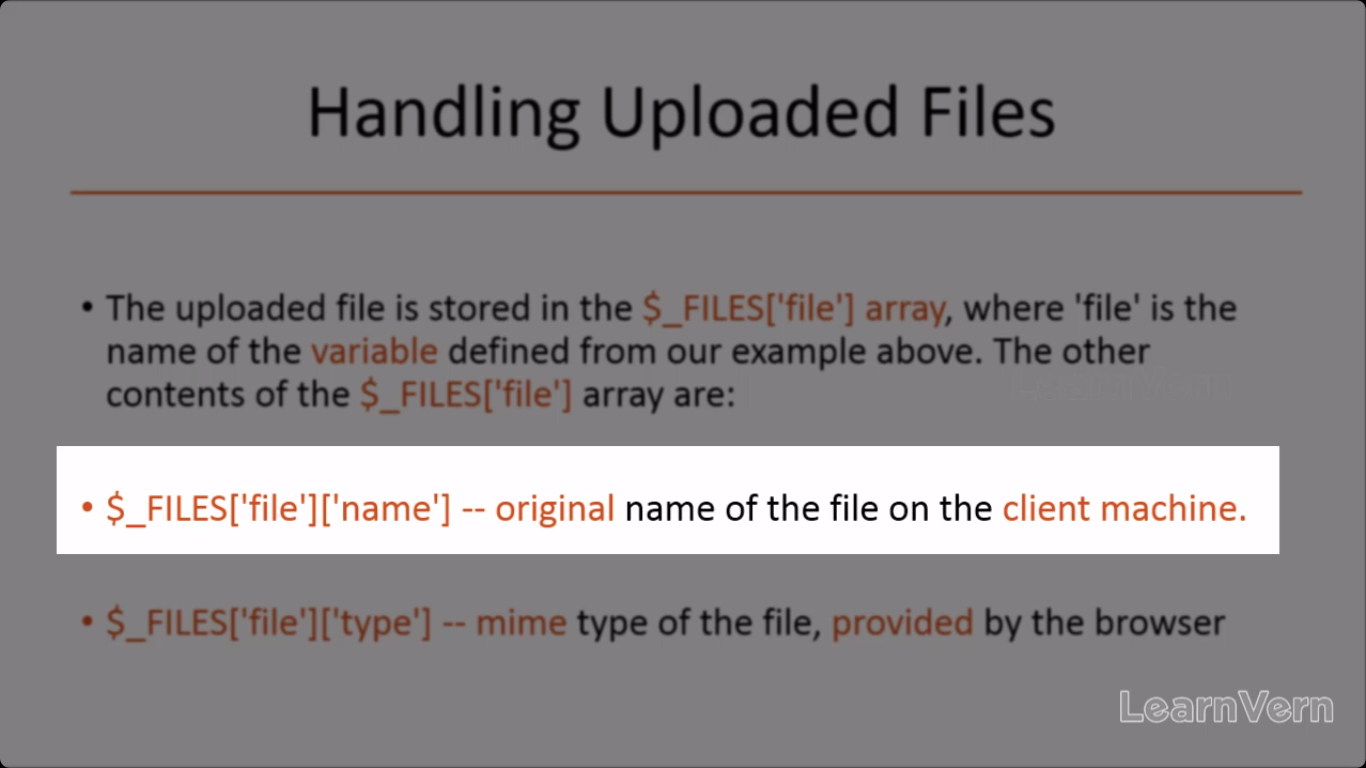 Handling Uploaded Files
• The uploaded file is stored in the $_FILES['file'] array, where 'file' is the
name of the variable defined from our example above. The other
contents of the $_FILES['file'] array are:
LearnVern
• $_FILES['file']['name'] -- original name of the file on the client machine.
• $_FILES['file']['type'] -- mime type of the file, provided by the browser
LearnVern